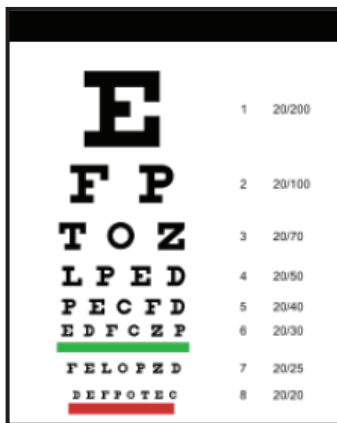 E 1 20/200
F P 2 20/100
T O Z 3 20/70
L P E D 4 20/50
P E C F D 5 20/40
E D F C Z P 6 20/30
F E L O P Z D 7 20/25
D E F P O T E C 8 20/20